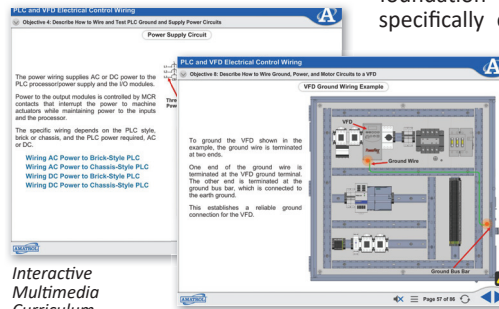 foundation
specifically
PLC and VFD Electrical Control Wiring
Objective 4: Describe How to Wire and Test PLC Ground and Supply Power Circuits
Power Supply Circuit
The power wiring supplies AC or DC power to the
PLC processor/power supply and the I/O modules.
Power to the output modules is controlled by MCR
contacts that interrupt the power to machine
actuators while maintaining power to the inputs
and the processor.
The specific wiring depends on the PLC style,
brick or chassis, and the PLC power required, AC
or DC.
Wiring AC Power to Brick-Style PLC
Wiring AC Power to Chassis-Style PLC
Wiring DC Power to Brick-Style PLC
Wiring DC Power to Chassis-Style PLC
AMATROL
PLC and VFD Electrical Control Wiring
Objective 8: Describe How to Wire Ground, Power, and Motor Circuits to a VFD
VFD Ground Wiring Example
To ground the VFD shown in the
example, the ground wire is terminated
at two ends.
One end of the ground wire is
terminated at the VFD ground terminal.
The other end is terminated at the
ground bus bar, which is connected to
the earth ground.
This establishes a reliable ground
connection for the VFD.
VFD
Ground Wire
Ground Bus Bar
AMATROL
Page 57 of 86
Interactive
Multimedia
Curriculum